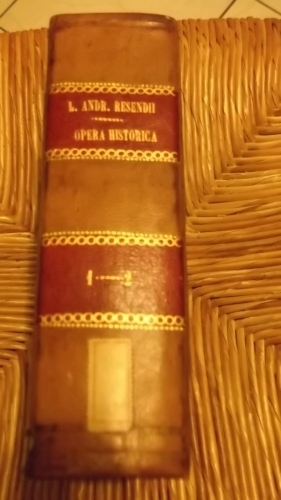 L. ANDR. RESENDII
OPERA HISTORICA
1 - 2